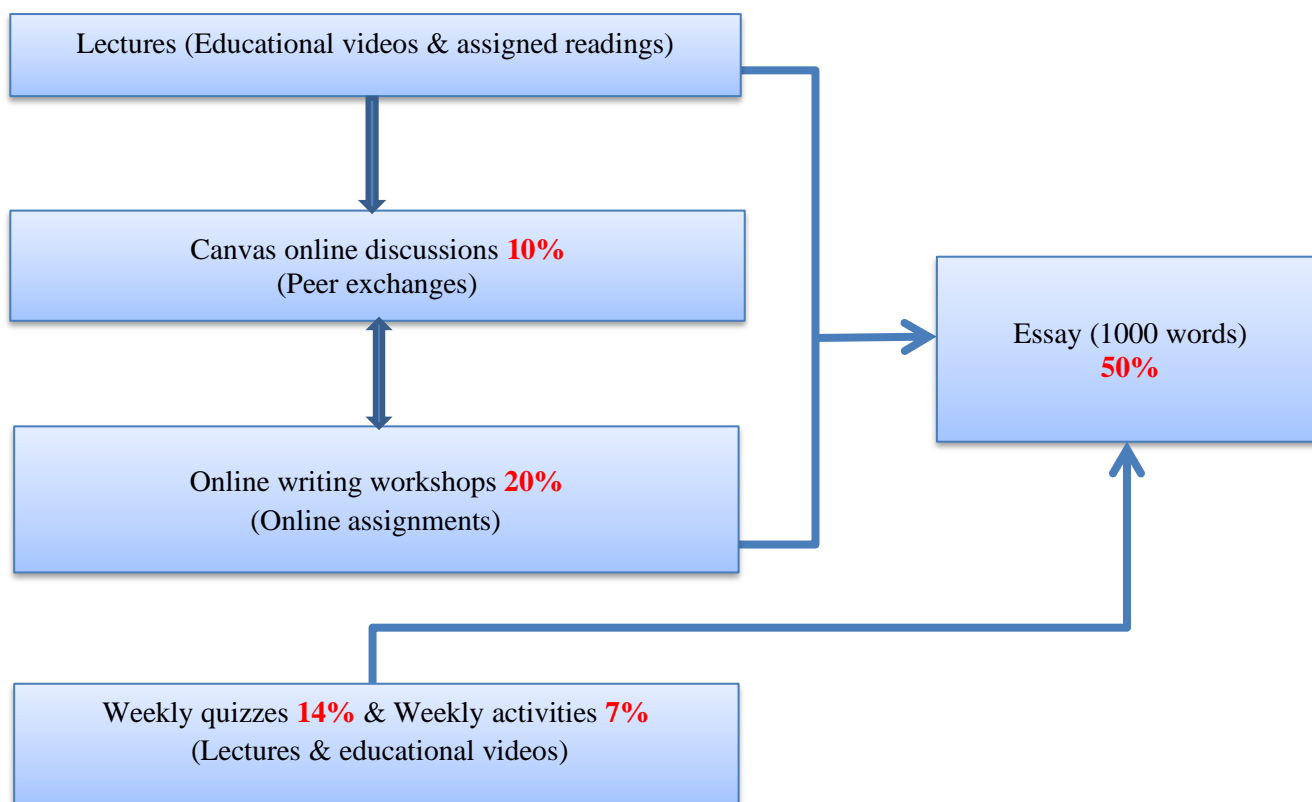 Lectures (Educational videos & assigned readings)
Canvas online discussions 10%
(Peer exchanges)
Essay (1000 words)
50%
Online writing workshops 20%
(Online assignments)
Weekly quizzes 14% & Weekly activities 7%
(Lectures & educational videos)